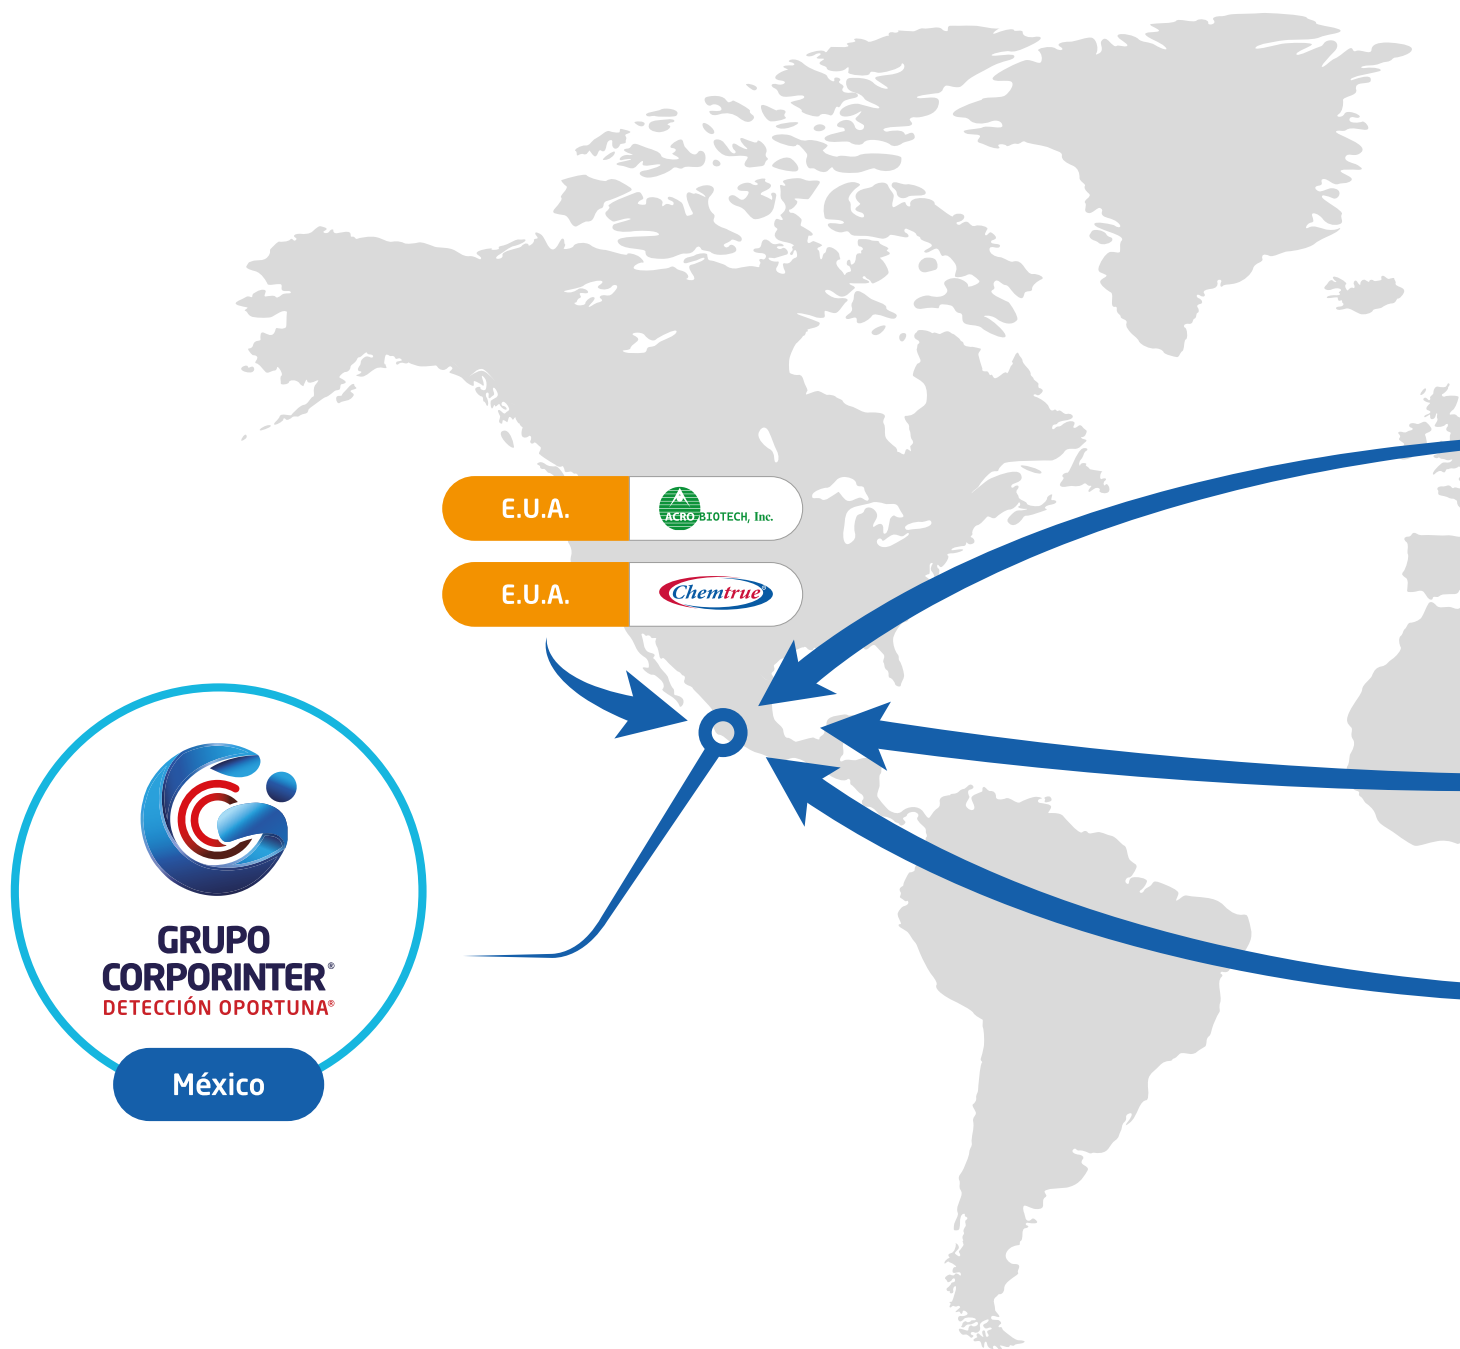 E.U.A.
ACRO BIOTECH, Inc.
E.U.A.
Chemtrue®
GRUPO
CORPORINTER®
DETECCIÓN OPORTUNA®
México